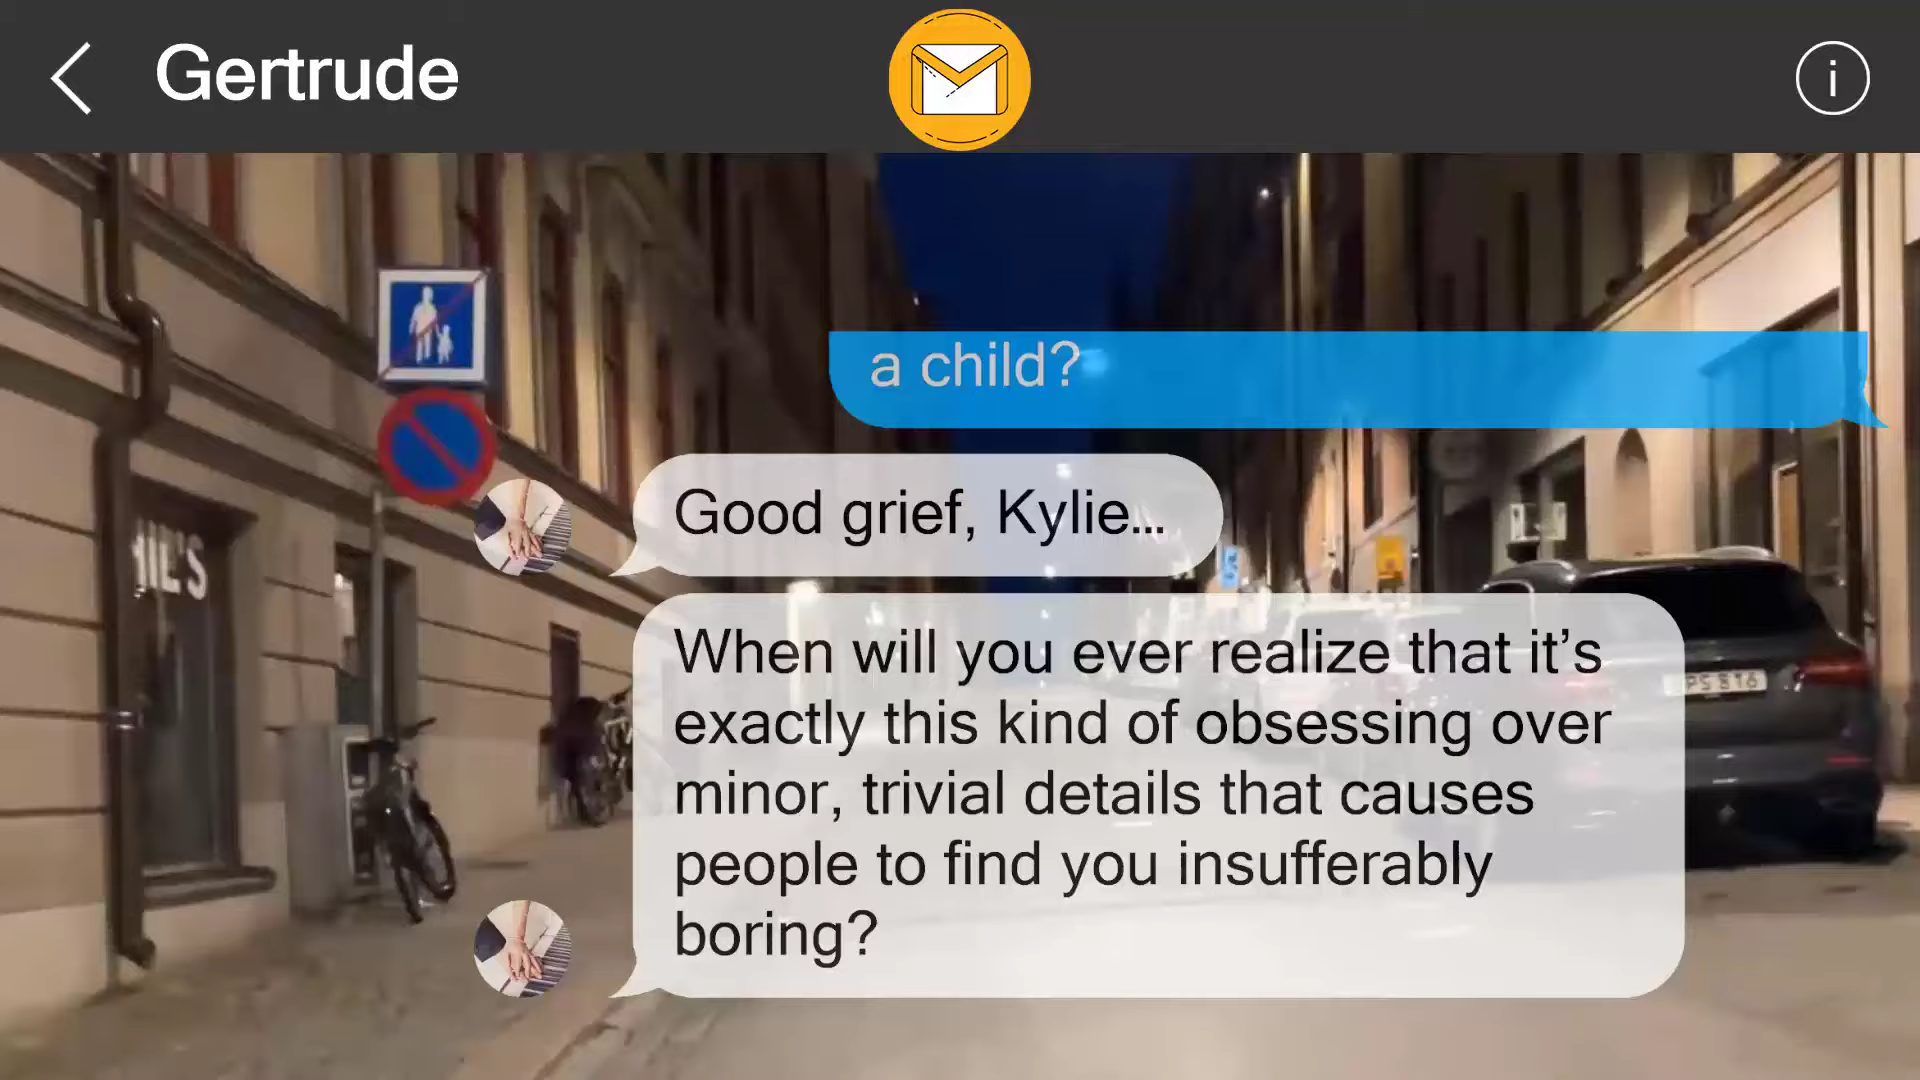 Gertrude
i
a child?
Good grief, Kylie...
When will you ever realize that it’s
exactly this kind of obsessing over
minor, trivial details that causes
people to find you insufferably
boring?